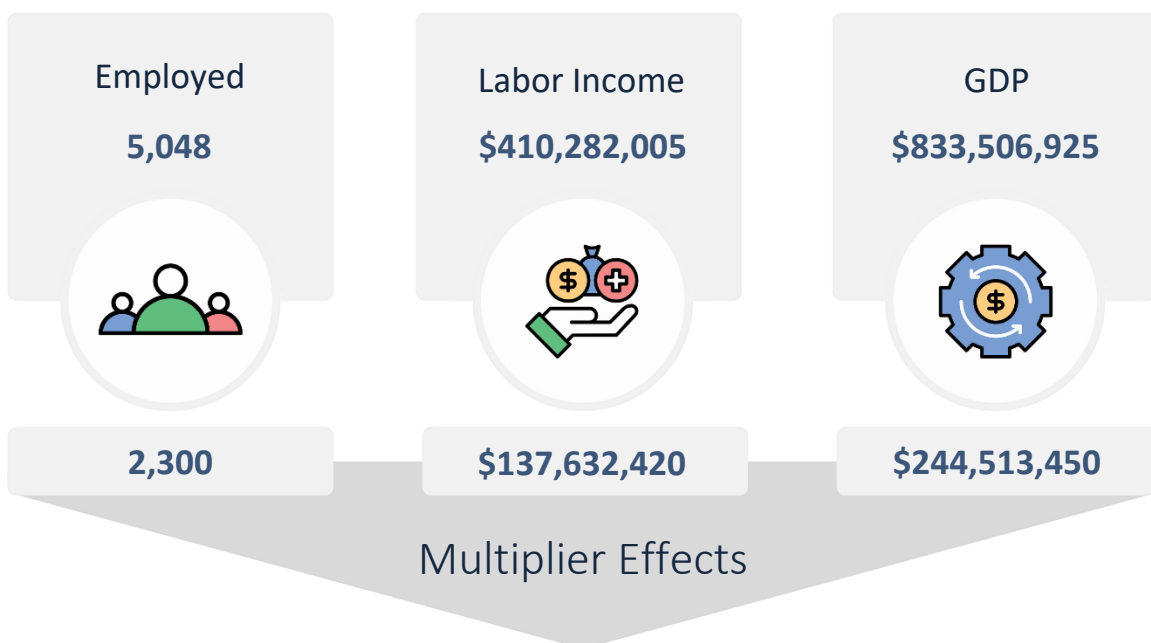 Employed
5,048
Labor Income
$410,282,005
GDP
$833,506,925
$
$
2,300
$137,632,420
$244,513,450
Multiplier Effects